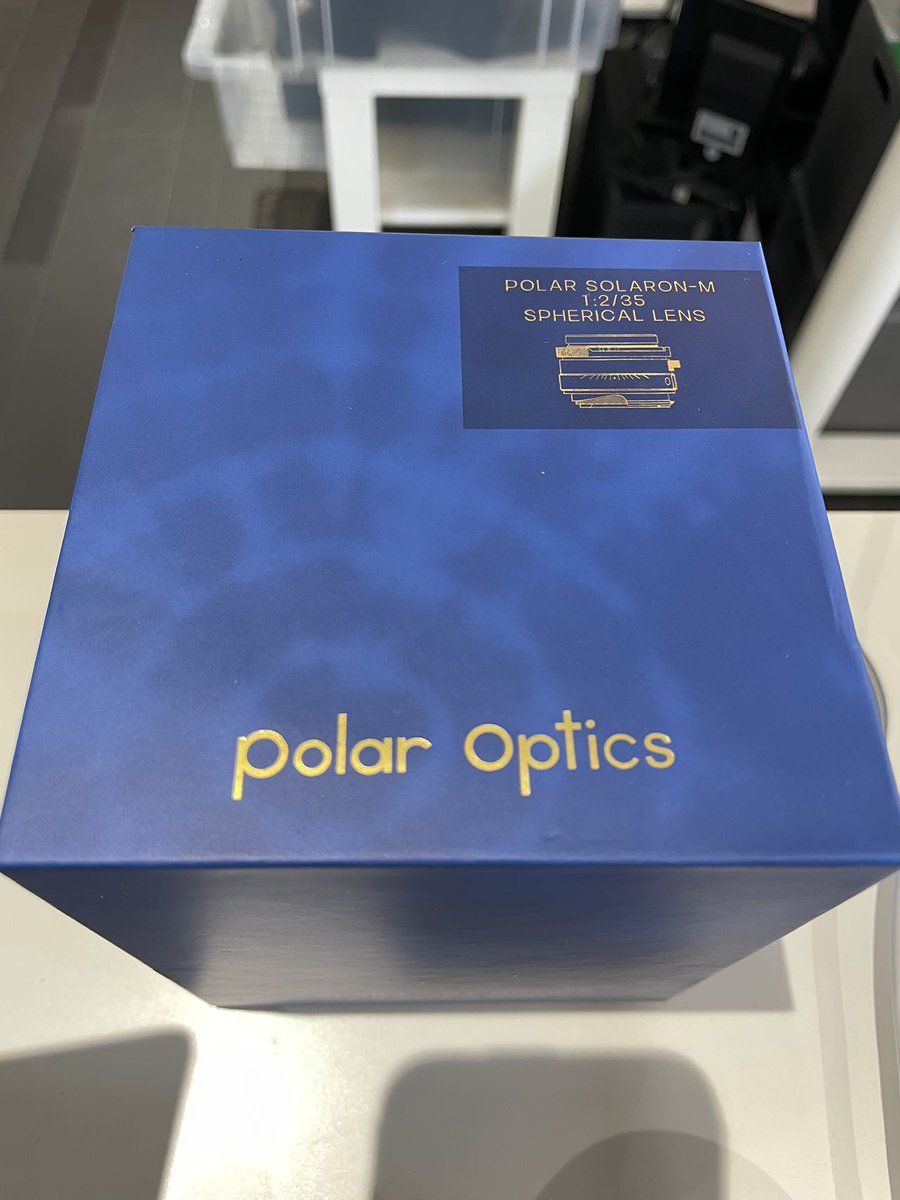 POLAR SOLARON-M
1:2/35
SPHERICAL LENS
polar optics